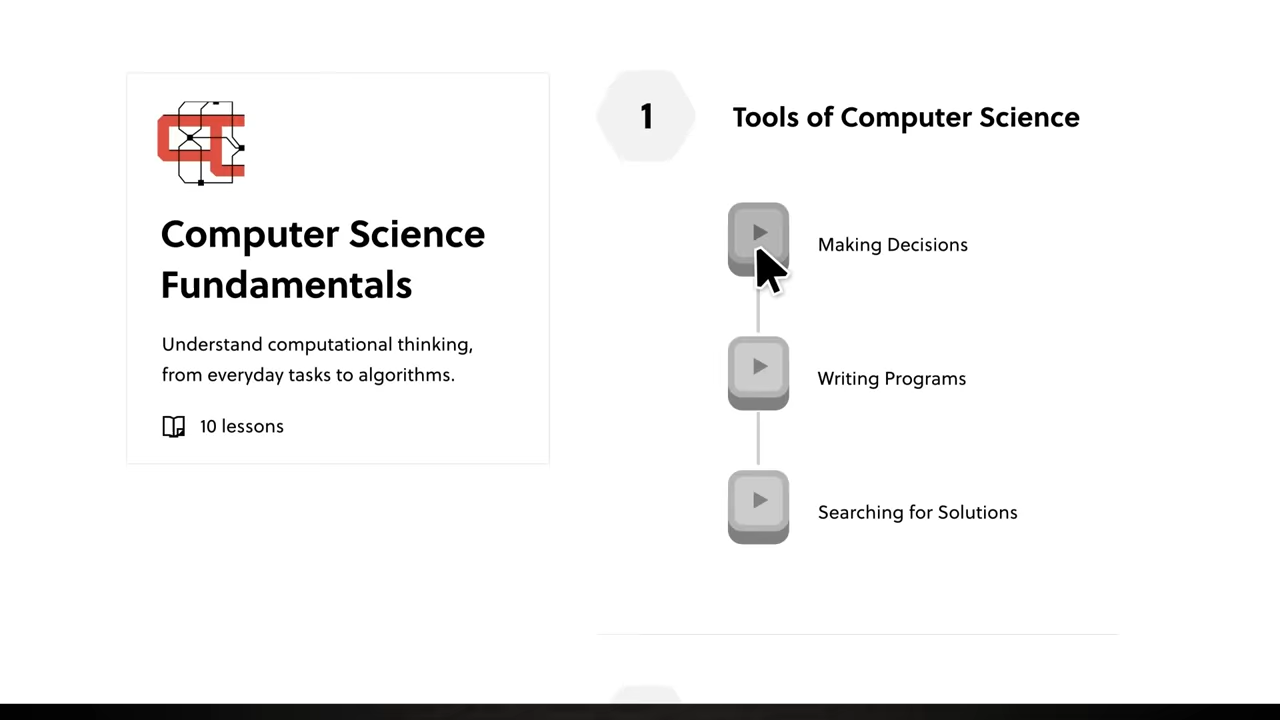 Computer Science
Fundamentals
Understand computational thinking,
from everyday tasks to algorithms.
10 lessons
1
Tools of Computer Science
Making Decisions
Writing Programs
Searching for Solutions